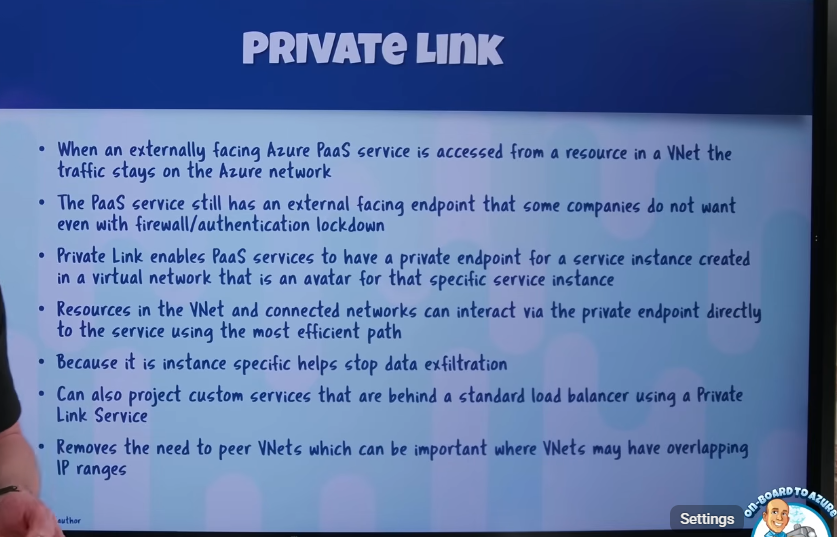 PRIVATE LINK
• When an externally facing Azure PaaS service is accessed from a resource in a VNet the
traffic stays on the Azure network
• The PaaS service still has an external facing endpoint that some companies do not want
even with firewall/authentication lockdown
• Private Link enables PaaS services to have a private endpoint for a service instance created
in a virtual network that is an avatar for that specific service instance
• Resources in the VNet and connected networks can interact via the private endpoint directly
to the service using the most efficient path
• Because it is instance specific helps stop data exfiltration
• Can also project custom services that are behind a standard load balancer using a Private
Link Service
• Removes the need to peer VNets which can be important where VNets may have overlapping
IP ranges
author
Settings
ON-BOARD TO AZURE